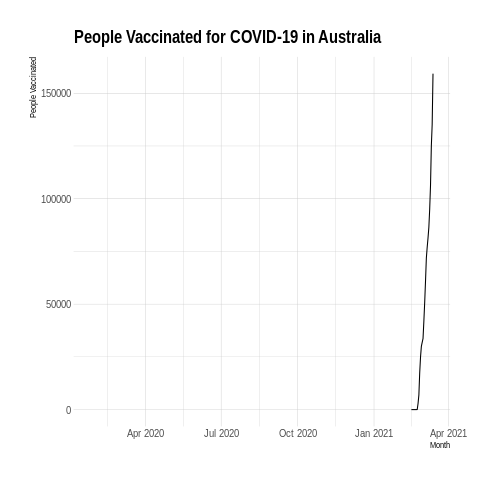 People Vaccinated for COVID-19 in Australia
People Vaccinated
150000
100000
50000
0
Apr 2020 Jul 2020 Oct 2020 Jan 2021 Apr 2021
Month